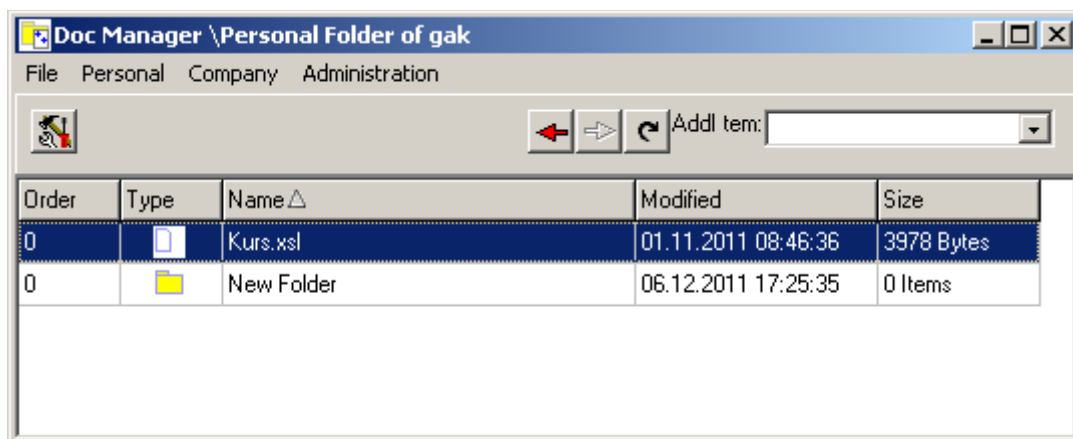 Doc Manager \Personal Folder of gak
File Personal Company Administration
AddI tem:
Order Type Name Modified Size
0 Kurs.xsl 01.11.2011 08:46:36 3978 Bytes
0 New Folder 06.12.2011 17:25:35 0 Items